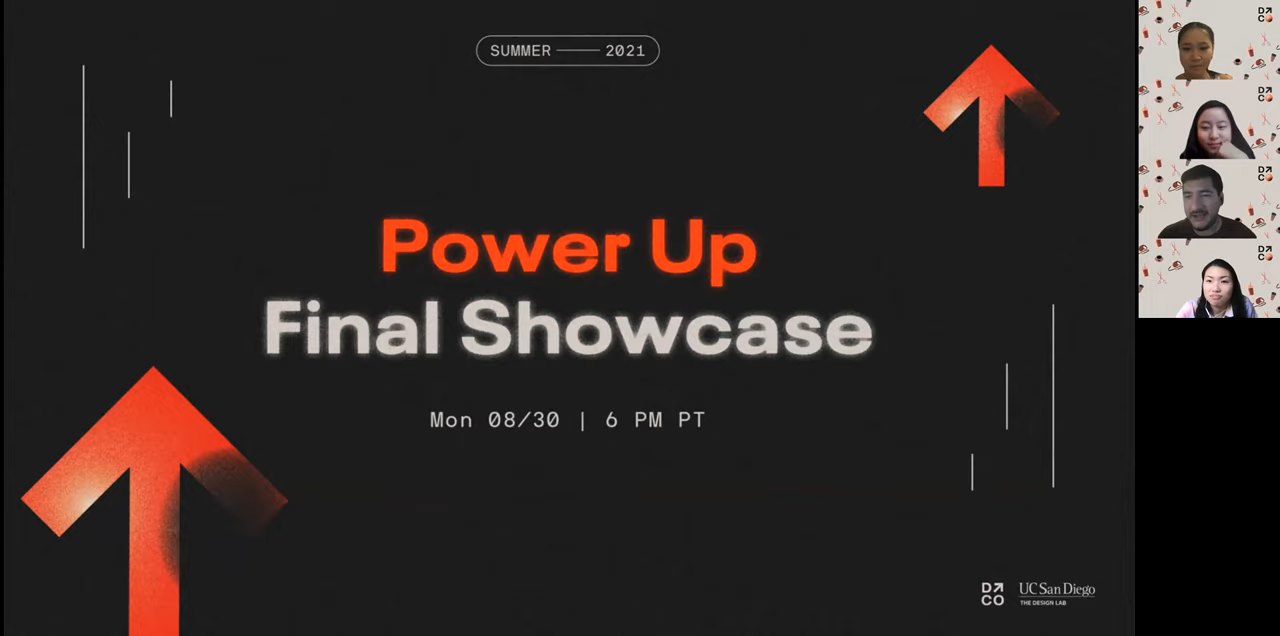 SUMMER 2021
Power Up
Final Showcase
Mon 08/30 | 6 PM PT
D↗
CO
UC San Diego
THE DESIGN LAB
D↗
C
D↗
C
D↗
C
D↗
C